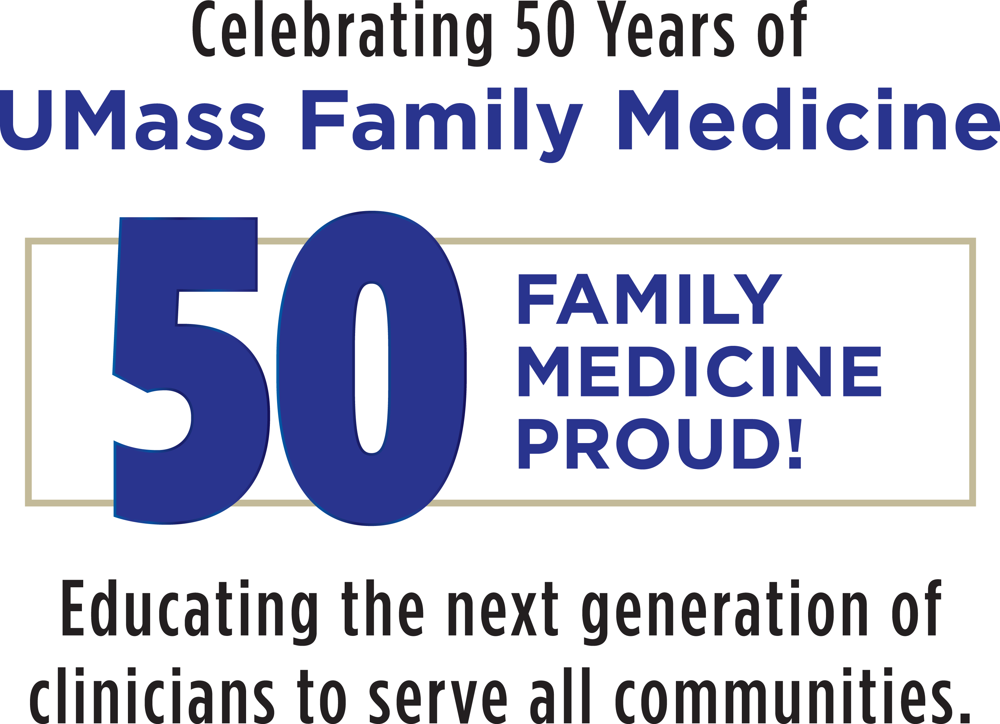 Celebrating 50 Years of
UMass Family Medicine
50
FAMILY
MEDICINE
PROUD!
Educating the next generation of
clinicians to serve all communities.